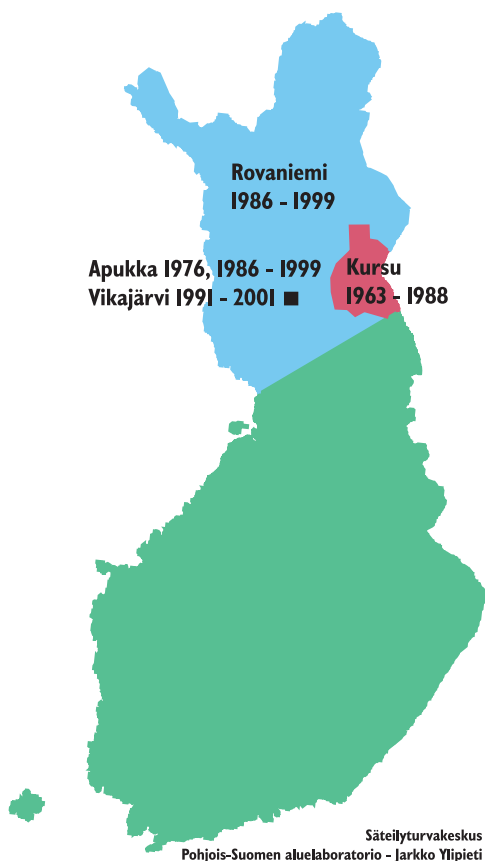 Rovaniemi
1986 - 1999
Apukka 1976, 1986 - 1999
Vikajärvi 1991 - 2001
Kursu
1963 - 1988
Säteilyturvakeskus
Pohjois-Suomen aluelaboratorio - Jarkko Ylipieti